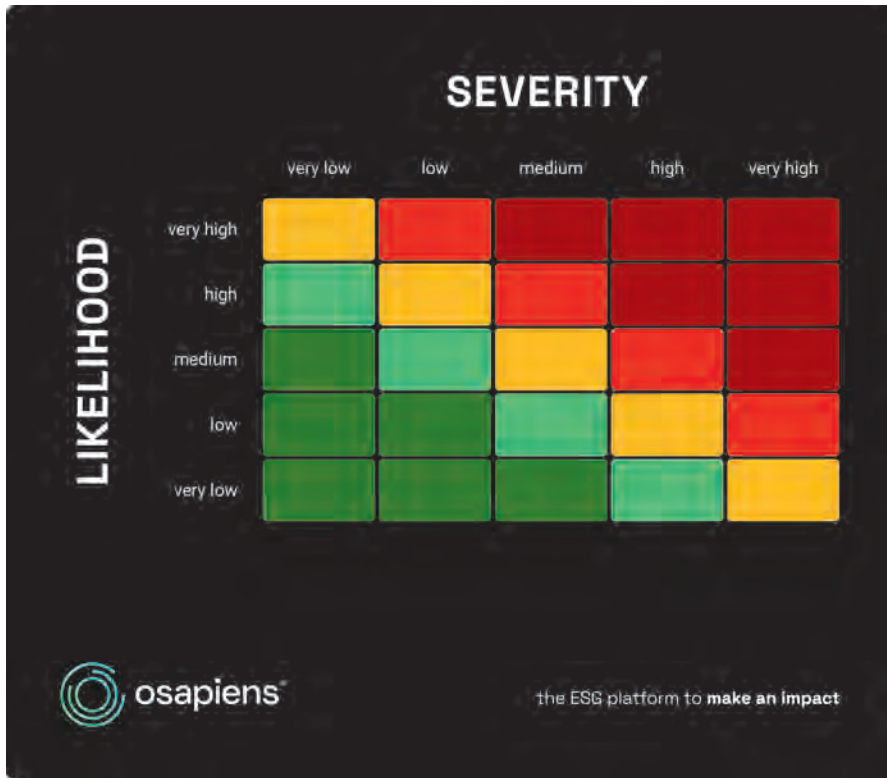 SEVERITY
very low low medium high very high
LIKELIHOOD
very high
high
medium
low
very low
osapiens®
the ESG platform to make an impact